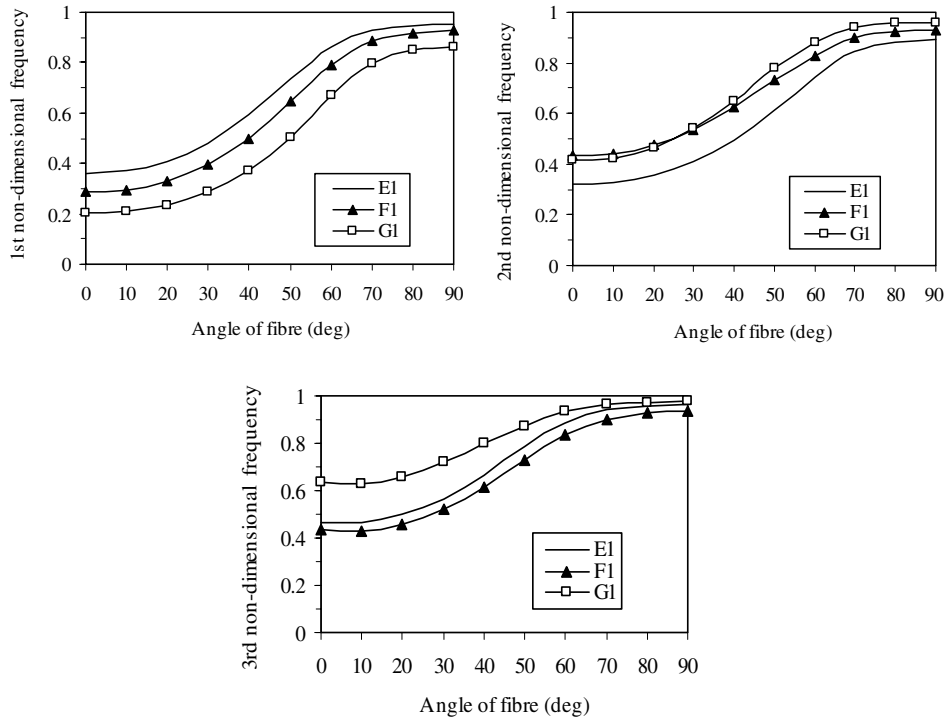 1st non-dimensional frequency
1
0.8
0.6
0.4
0.2
0
0 10 20 30 40 50 60 70 80 90
Angle of fibre (deg)
E1
F1
G1
2nd non-dimensional frequency
1
0.8
0.6
0.4
0.2
0
0 10 20 30 40 50 60 70 80 90
Angle of fibre (deg)
E1
F1
G1
3rd non-dimensional frequency
1
0.8
0.6
0.4
0.2
0
0 10 20 30 40 50 60 70 80 90
Angle of fibre (deg)
E1
F1
G1